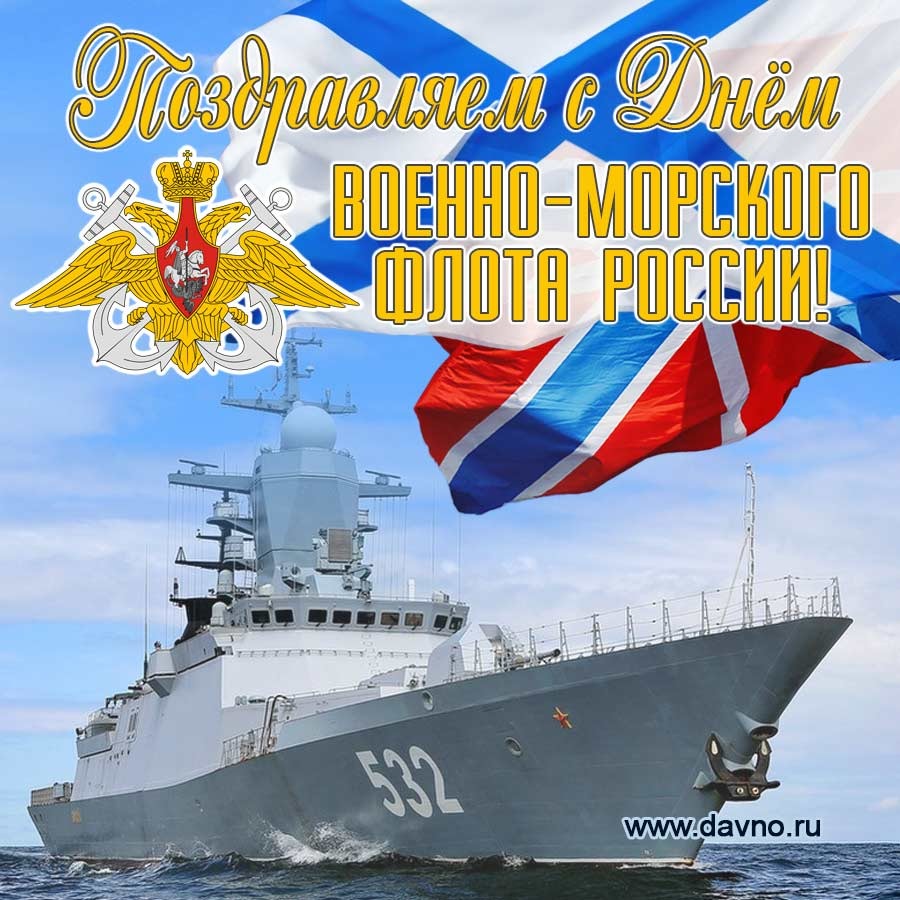 Поздравляем с Днём
ВОЕННО-МОРСКОГО
ФЛОТА РОССИИ!
532
www.davno.ru